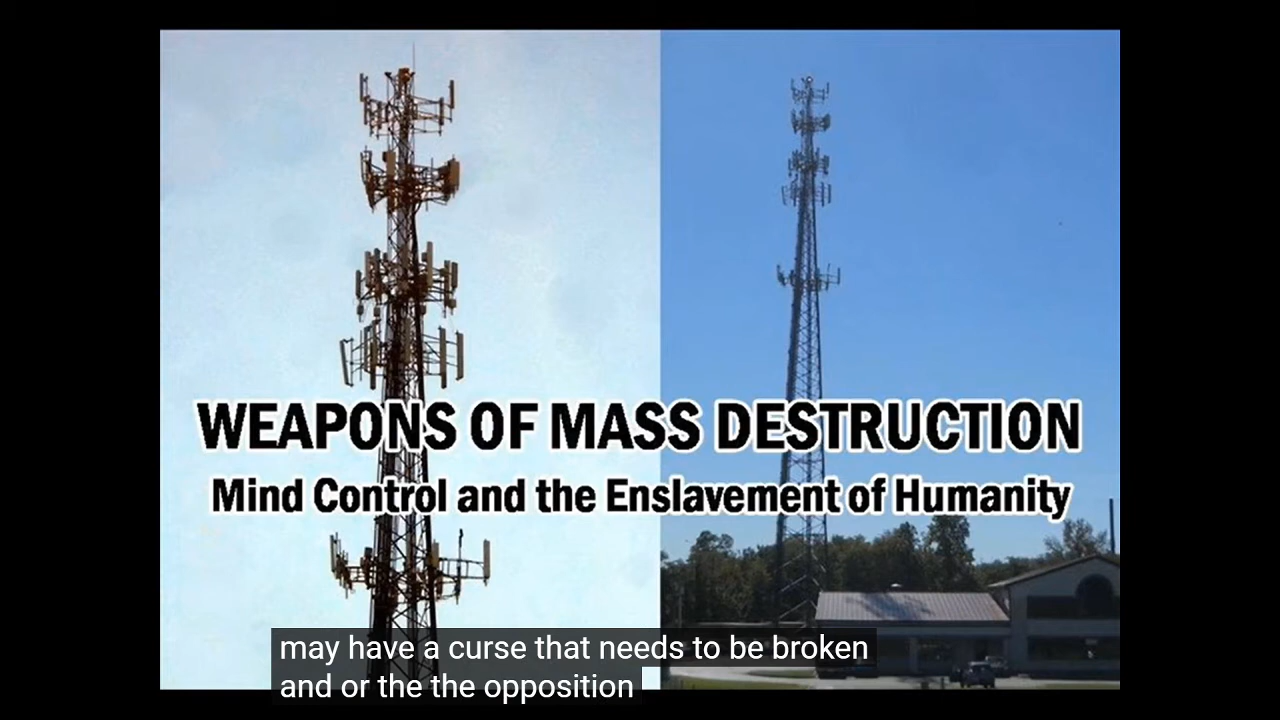 WEAPONS OF MASS DESTRUCTION
Mind Control and the Enslavement of Humanity
may have a curse that needs to be broken
and or the the opposition